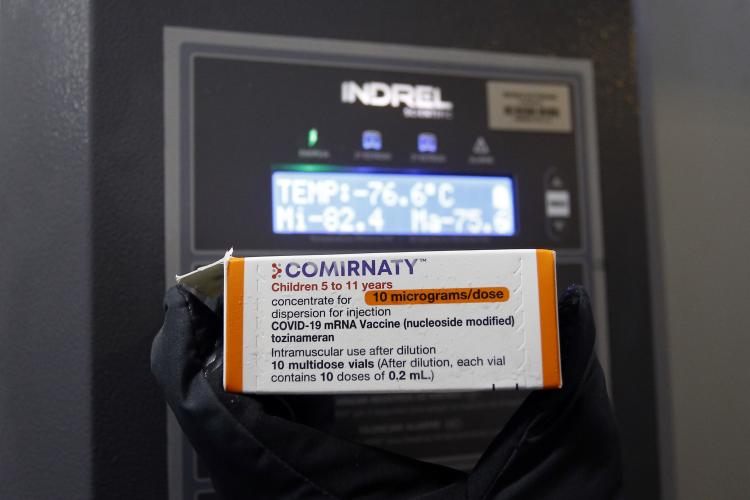 INDREL
SCIENTIFIC
TEMP:-76.6°C
Mi-82.4 Ma-75.6
COMIRNATY™
Children 5 to 11 years
concentrate for 10 micrograms/dose
dispersion for injection
COVID-19 mRNA Vaccine (nucleoside modified)
tozinameran
Intramuscular use after dilution
10 multidose vials (After dilution, each vial
contains 10 doses of 0.2 mL.)